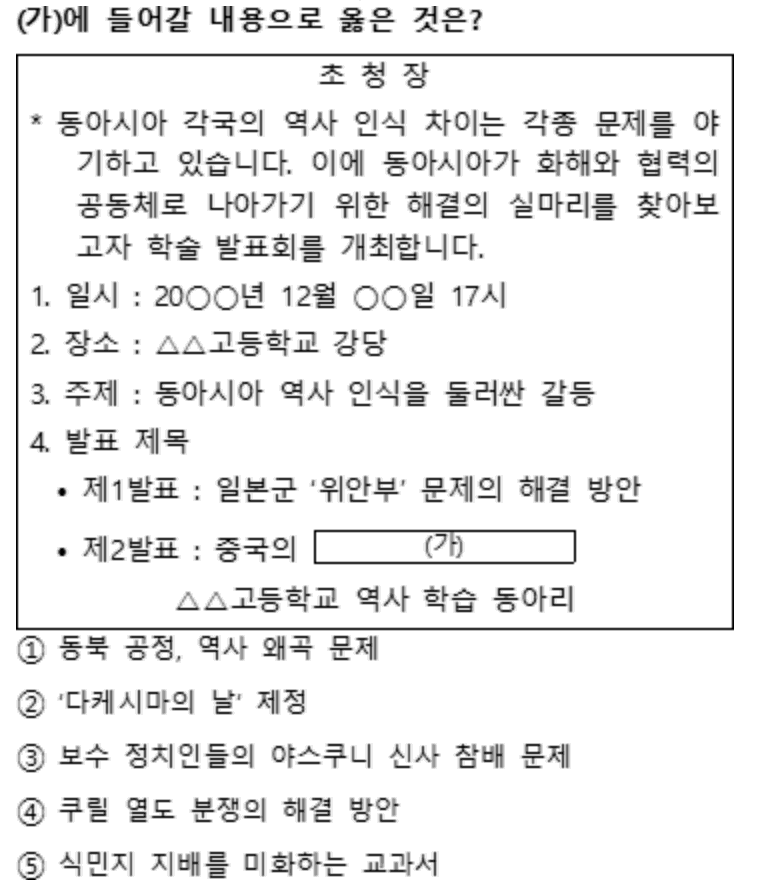 (가)에 들어갈 내용으로 옳은 것은?
초 청 장
* 동아시아 각국의 역사 인식 차이는 각종 문제를 야
기하고 있습니다. 이에 동아시아가 화해와 협력의
공동체로 나아가기 위한 해결의 실마리를 찾아보
고자 학술 발표회를 개최합니다.
1. 일시 : 20○○년 12월 ○○일 17시
2. 장소 : △△고등학교 강당
3. 주제 : 동아시아 역사 인식을 둘러싼 갈등
4. 발표 제목
• 제1발표 : 일본군 ‘위안부’ 문제의 해결 방안
• 제2발표 : 중국의 (가)
△△고등학교 역사 학습 동아리
① 동북 공정, 역사 왜곡 문제
② ‘다케시마의 날’ 제정
③ 보수 정치인들의 야스쿠니 신사 참배 문제
④ 쿠릴 열도 분쟁의 해결 방안
⑤ 식민지 지배를 미화하는 교과서